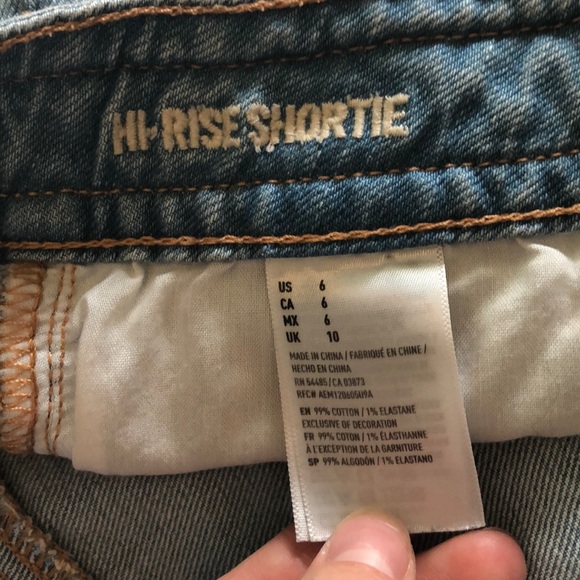 HI-RISE SHORTIE
US 6
CA 6
MX 6
UK 10
MADE IN CHINA / FABRIQUÉ EN CHINE /
HECHO EN CHINA
RN 54485 / CA 03873
RFC# AEM120605U9A
EN 99% COTTON / 1% ELASTANE
EXCLUSIVE OF DECORATION
FR 99% COTON / 1% ÉLASTHANNE
À L'EXCEPTION DE LA GARNITURE
SP 99% ALGODÓN / 1% ELASTANO